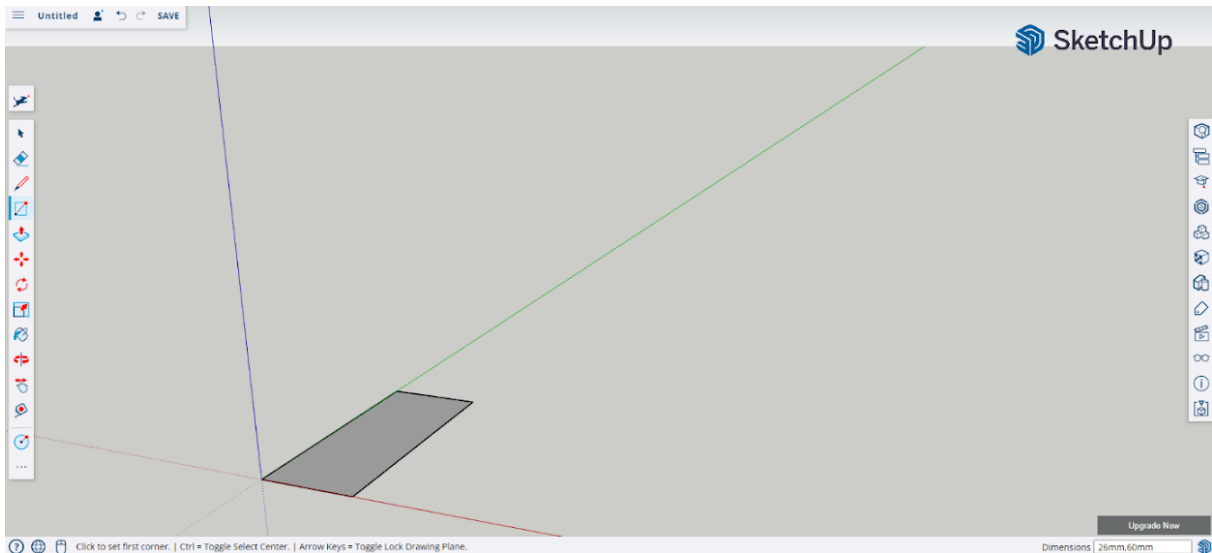 Untitled SAVE
SketchUp
Upgrade Now
Click to set first corner. | Ctrl = Toggle Select Center. | Arrow Keys = Toggle Lock Drawing Plane.
Dimensions 26mm,60mm